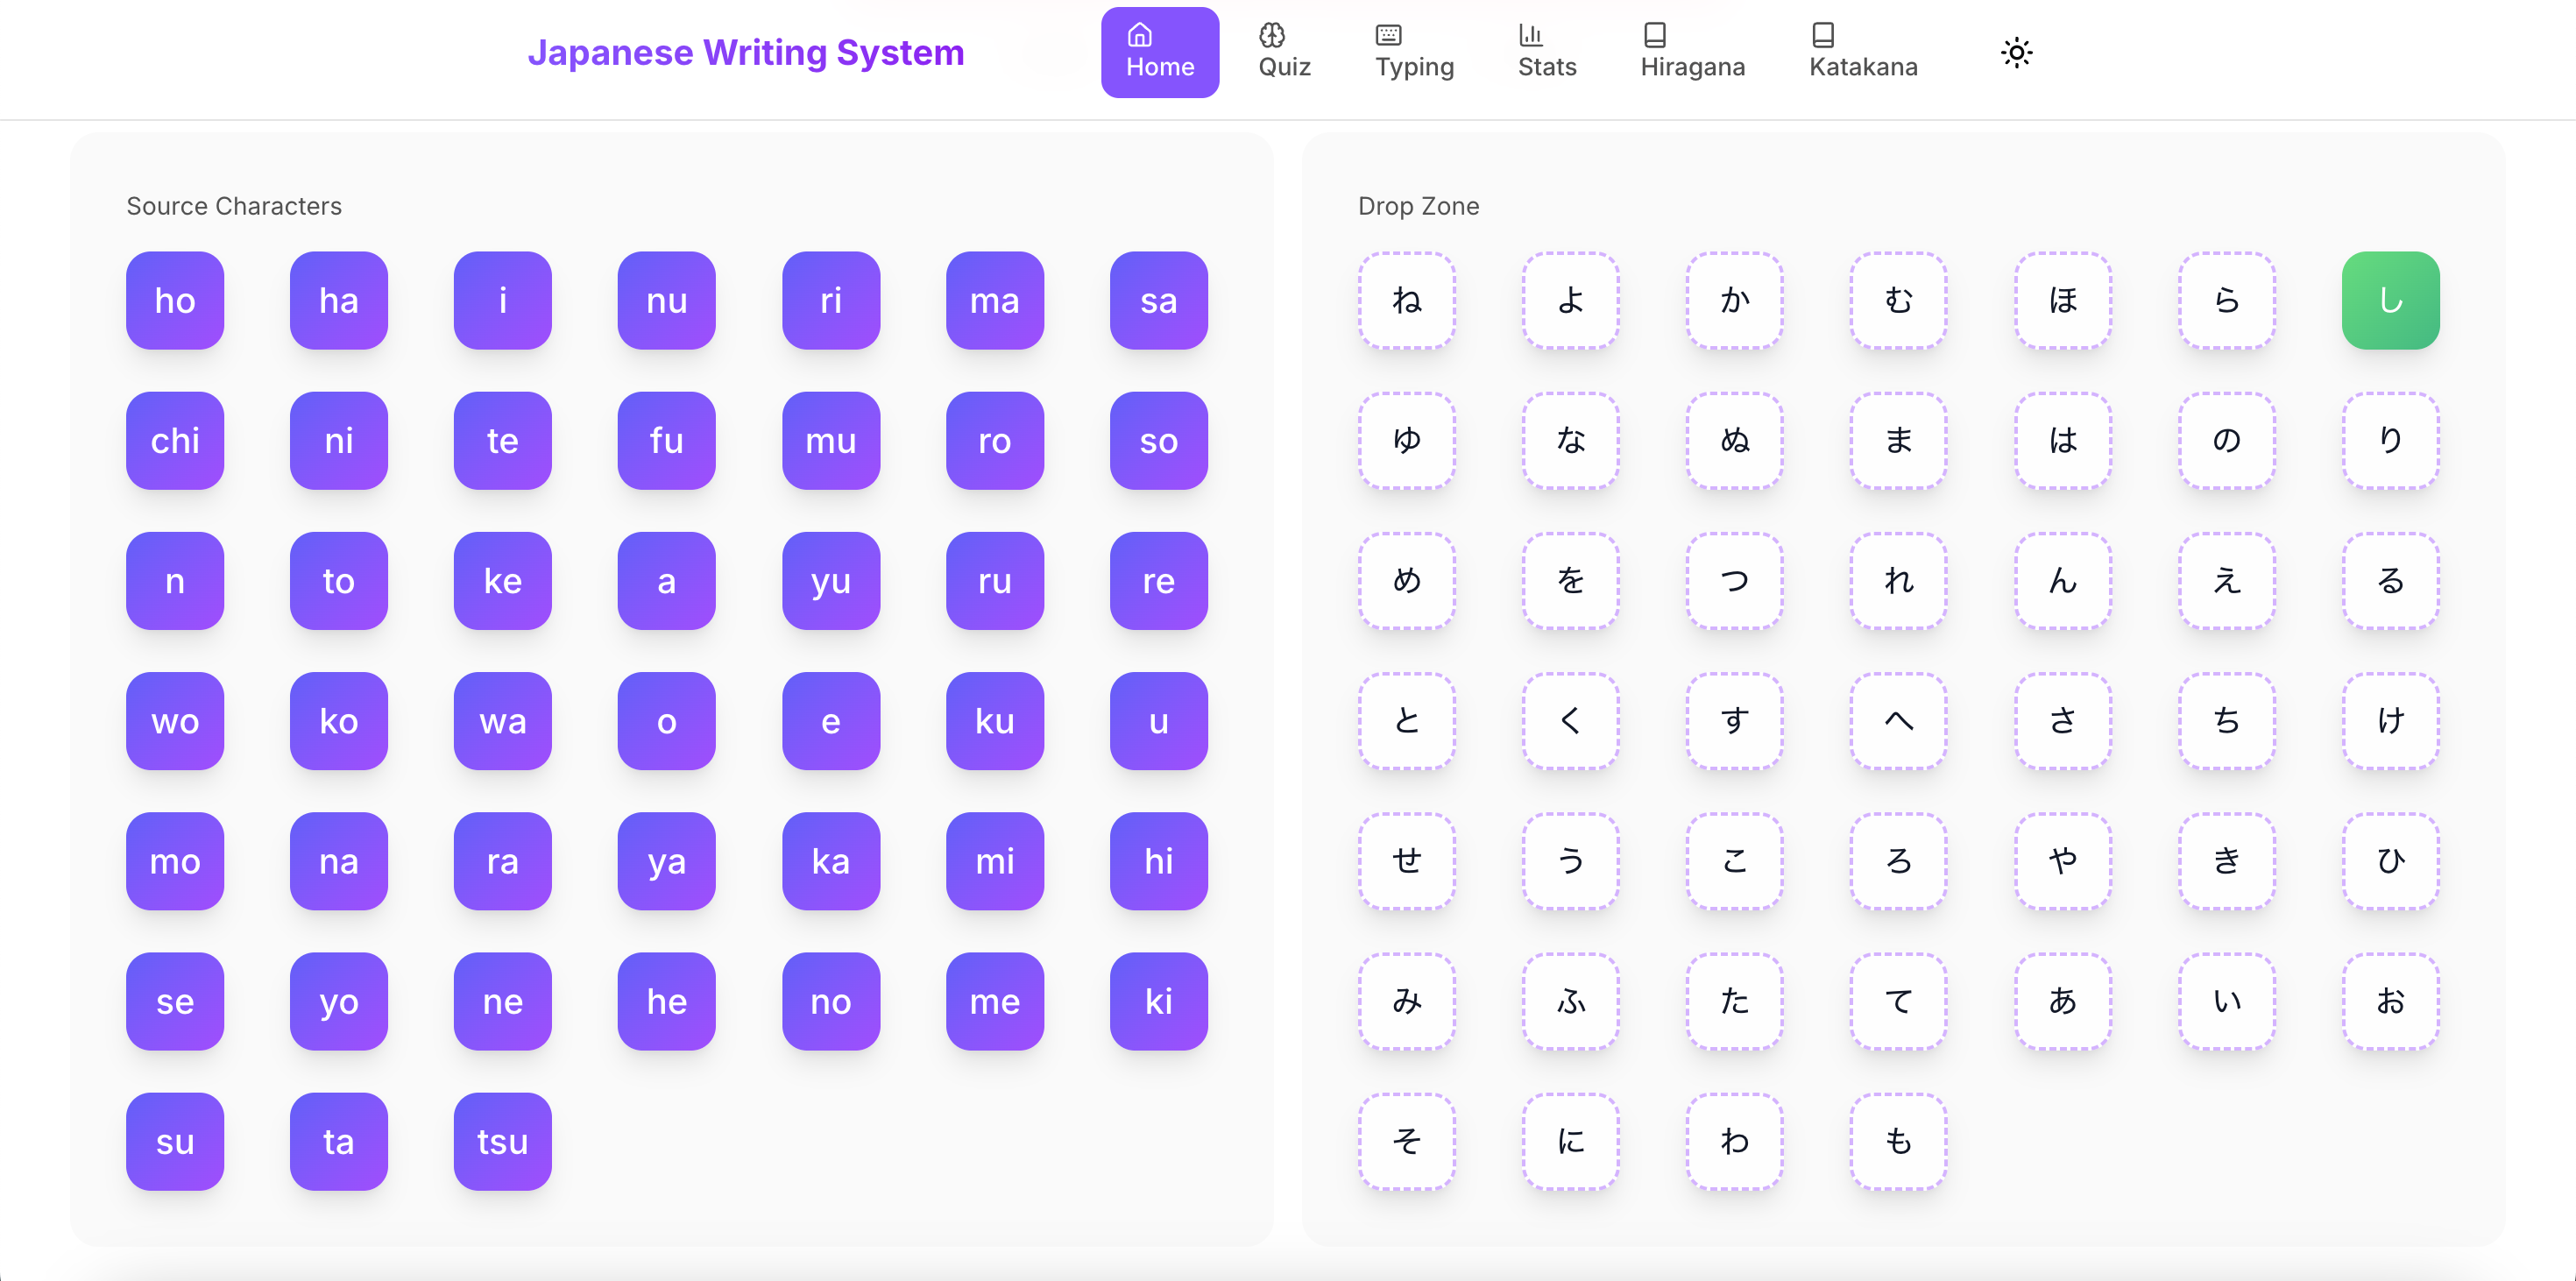 Japanese Writing System
Home
Quiz
Typing
Stats
Hiragana
Katakana
Source Characters
ho ha i nu ri ma sa
chi ni te fu mu ro so
n to ke a yu ru re
wo ko wa o e ku u
mo na ra ya ka mi hi
se yo ne he no me ki
su ta tsu
Drop Zone
ね よ か む ほ ら し
ゆ な ぬ ま は の り
め を つ れ ん え る
と く す へ さ ち け
せ う こ ろ や き ひ
み ふ た て あ い お
そ に わ も